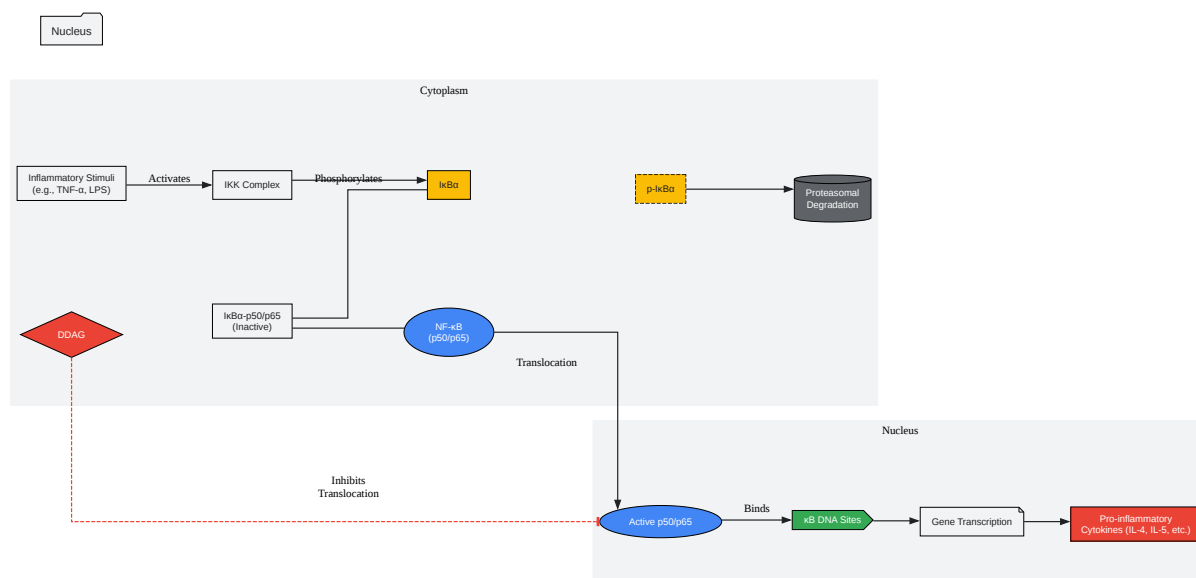 Nucleus
Cytoplasm
Inflammatory Stimuli
(e.g., TNF-α, LPS)
Activates
IKK Complex
Phosphorylates
IκBα
p-IκBα
Proteasomal
Degradation
IκBα-p50/p65
(Inactive)
DDAG
NF-κB
(p50/p65)
Translocation
Nucleus
Inhibits
Translocation
Active p50/p65
Binds
κB DNA Sites
Gene Transcription
Pro-inflammatory
Cytokines (IL-4, IL-5, etc.)